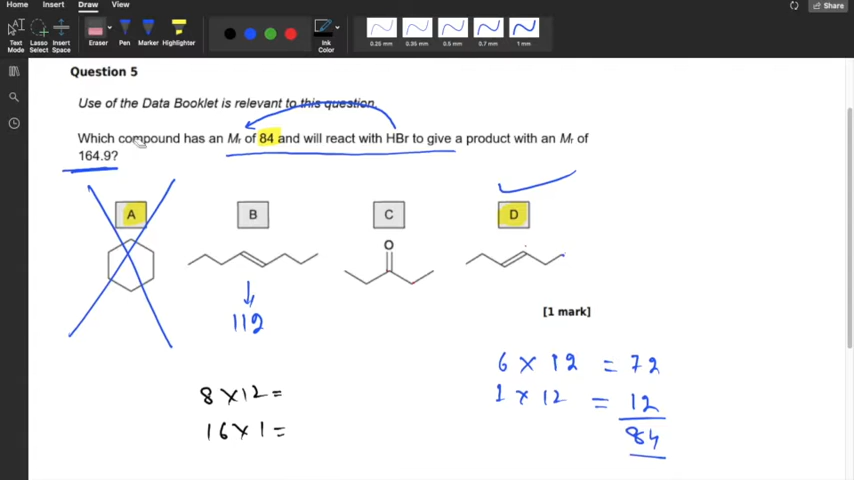 Home Insert Draw View
Share
Text Mode
Lasso Select
Insert Space
Eraser
Pen
Marker
Highlighter
Ink Color
0.25 mm
0.35 mm
0.5 mm
0.7 mm
1 mm
Question 5
Use of the Data Booklet is relevant to this question.
Which compound has an Mr of 84 and will react with HBr to give a product with an Mr of
164.9?
A B C D
O
112
[1 mark]
6 × 12 = 72
1 × 12 = 12
84
8 × 12 =
16 × 1 =